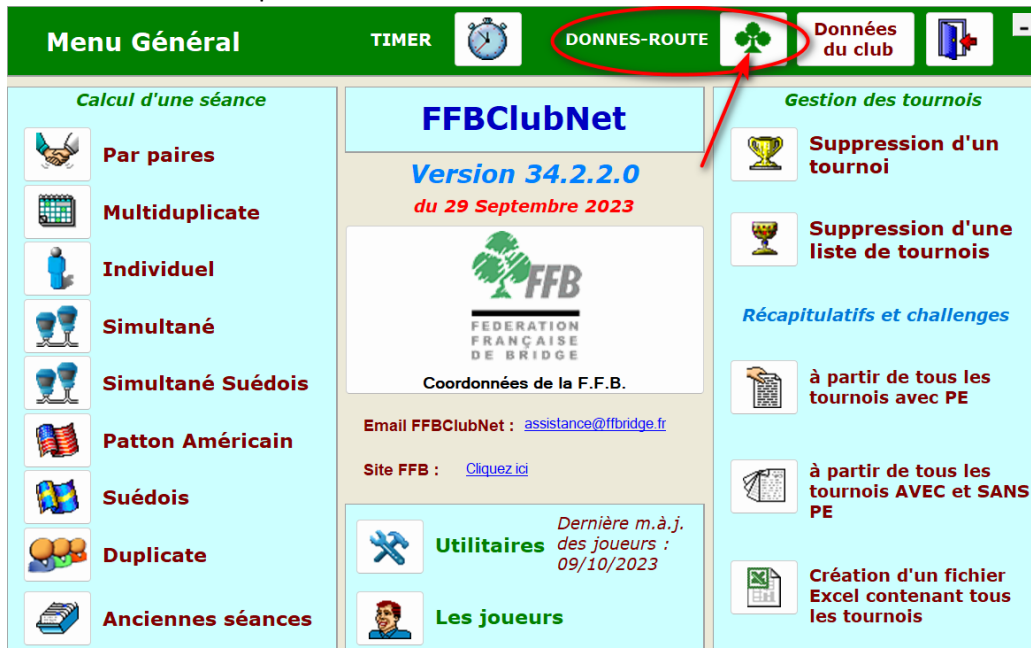 Menu Général
TIMER
DONNES-ROUTE
Données
du club
-
Calcul d'une séance
Par paires
Multiduplicate
Individuel
Simultané
Simultané Suédois
Patton Américain
Suédois
Duplicate
Anciennes séances
FFBClubNet
Version 34.2.2.0
du 29 Septembre 2023
FFB
FEDERATION
FRANÇAISE
DE BRIDGE
Coordonnées de la F.F.B.
Email FFBClubNet : assistance@ffbridge.fr
Site FFB : Cliquez ici
Utilitaires
Dernière m.à.j.
des joueurs :
09/10/2023
Les joueurs
Gestion des tournois
Suppression d'un
tournoi
Suppression d'une
liste de tournois
Récapitulatifs et challenges
à partir de tous les
tournois avec PE
à partir de tous les
tournois AVEC et SANS
PE
Création d'un fichier
Excel contenant tous
les tournois